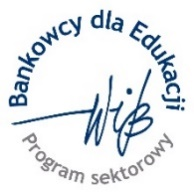 Bankowcy dla Edukacji
WiB
Program sektorowy